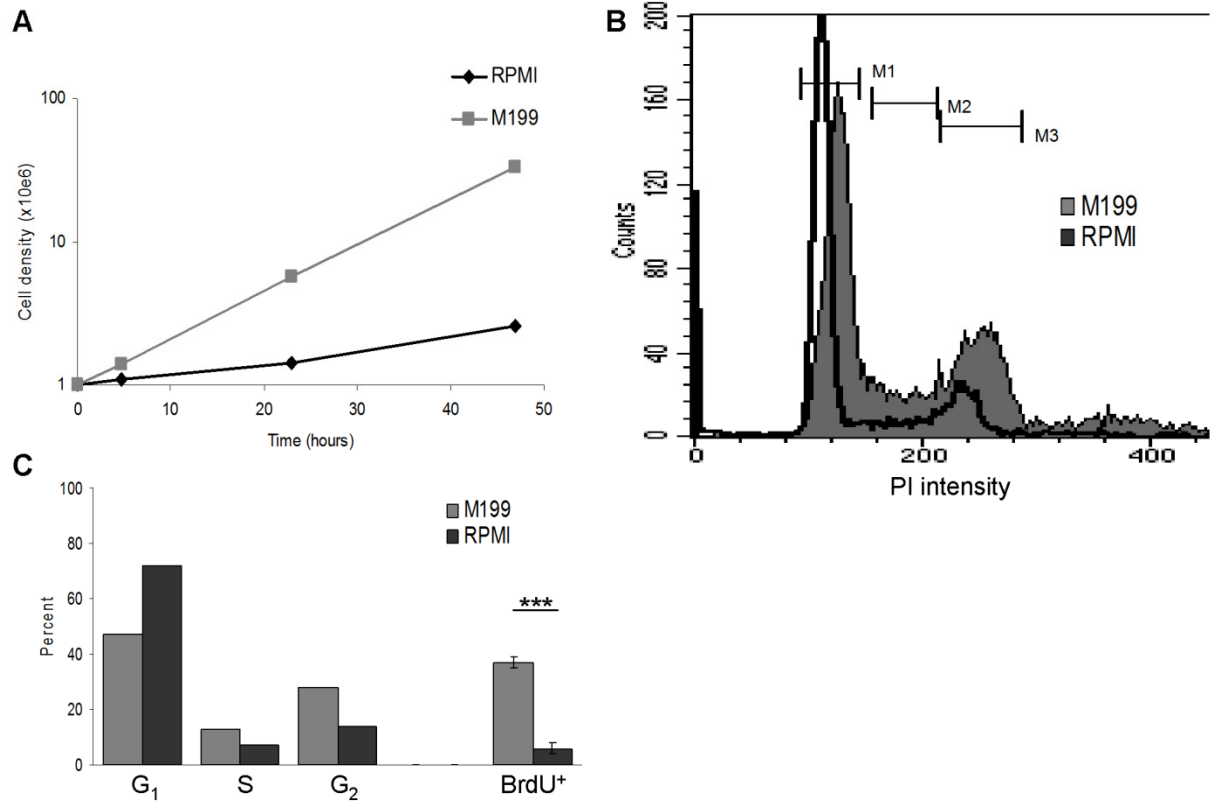 A
RPMI
M199
100
10
1
Cell density (x10e6)
0 10 20 30 40 50
Time (hours)
B
200
160
120
80
40
0
Counts
M1
M2
M3
M199
RPMI
0 200 400
PI intensity
C
100
80
60
40
20
0
Percent
M199
RPMI
***
G1 S G2 BrdU+